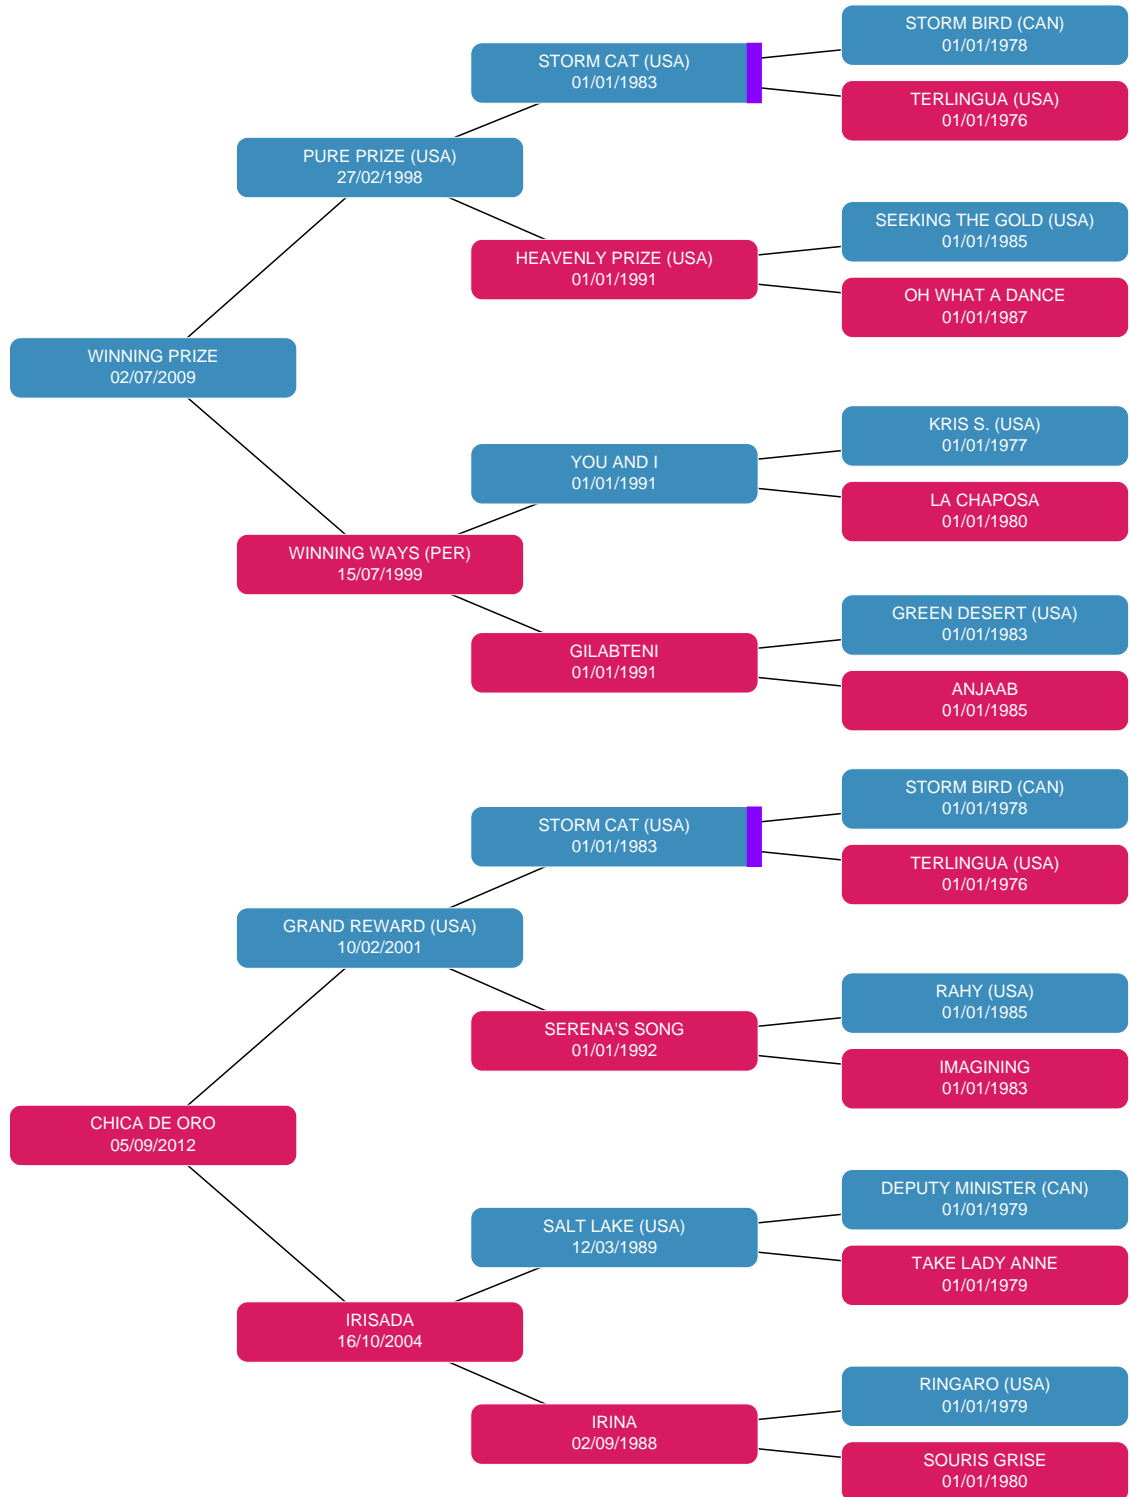 STORM BIRD (CAN)
01/01/1978
STORM CAT (USA)
01/01/1983
TERLINGUA (USA)
01/01/1976
PURE PRIZE (USA)
27/02/1998
SEEKING THE GOLD (USA)
01/01/1985
HEAVENLY PRIZE (USA)
01/01/1991
OH WHAT A DANCE
01/01/1987
WINNING PRIZE
02/07/2009
KRIS S. (USA)
01/01/1977
YOU AND I
01/01/1991
LA CHAPOSA
01/01/1980
WINNING WAYS (PER)
15/07/1999
GREEN DESERT (USA)
01/01/1983
GILABTENI
01/01/1991
ANJAAB
01/01/1985
STORM BIRD (CAN)
01/01/1978
STORM CAT (USA)
01/01/1983
TERLINGUA (USA)
01/01/1976
GRAND REWARD (USA)
10/02/2001
RAHY (USA)
01/01/1985
SERENA'S SONG
01/01/1992
IMAGINING
01/01/1983
CHICA DE ORO
05/09/2012
DEPUTY MINISTER (CAN)
01/01/1979
SALT LAKE (USA)
12/03/1989
TAKE LADY ANNE
01/01/1979
IRISADA
16/10/2004
RINGARO (USA)
01/01/1979
IRINA
02/09/1988
SOURIS GRISE
01/01/1980